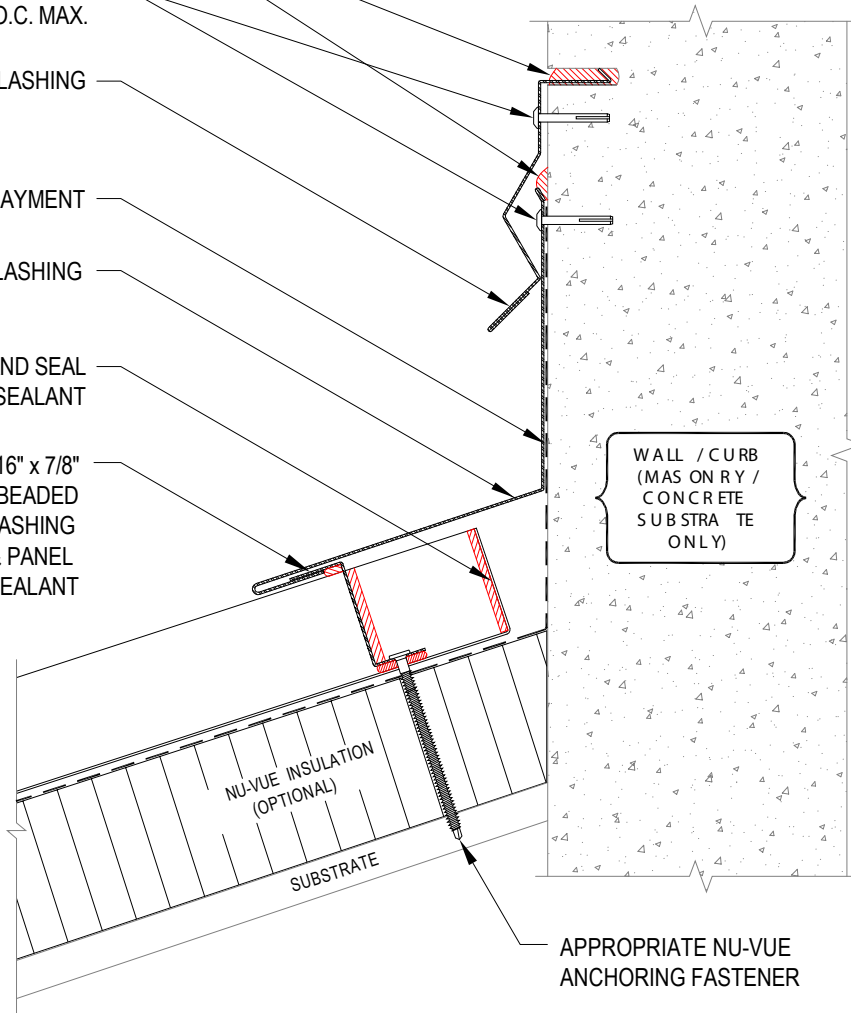 O.C. MAX.
LASHING
AYMENT
LASHING
ND SEAL
SEALANT
16" x 7/8"
BEADED
ASHING
PANEL
EALANT
WALL / CURB
(MASONRY /
CONCRETE
SUBSTRATE
ONLY)
NU-VUE INSULATION
(OPTIONAL)
SUBSTRATE
APPROPRIATE NU-VUE
ANCHORING FASTENER